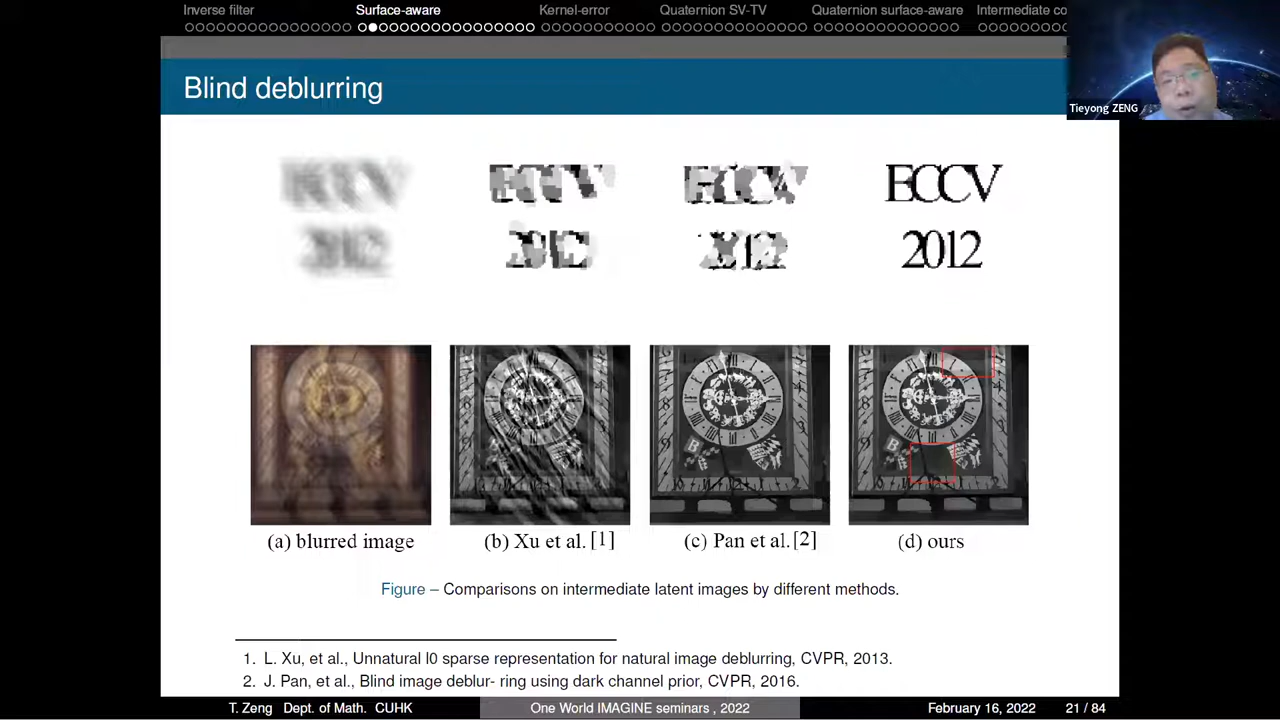 Inverse filter Surface-aware Kernel-error Quaternion SV-TV Quaternion surface-aware Intermediate co
Tieyong ZENG
Blind deblurring
ECCV
2012
(a) blurred image (b) Xu et al. [1] (c) Pan et al. [2] (d) ours
Figure – Comparisons on intermediate latent images by different methods.
1. L. Xu, et al., Unnatural l0 sparse representation for natural image deblurring, CVPR, 2013.
2. J. Pan, et al., Blind image deblur- ring using dark channel prior, CVPR, 2016.
T. Zeng Dept. of Math. CUHK One World IMAGINE seminars , 2022 February 16, 2022 21 / 84